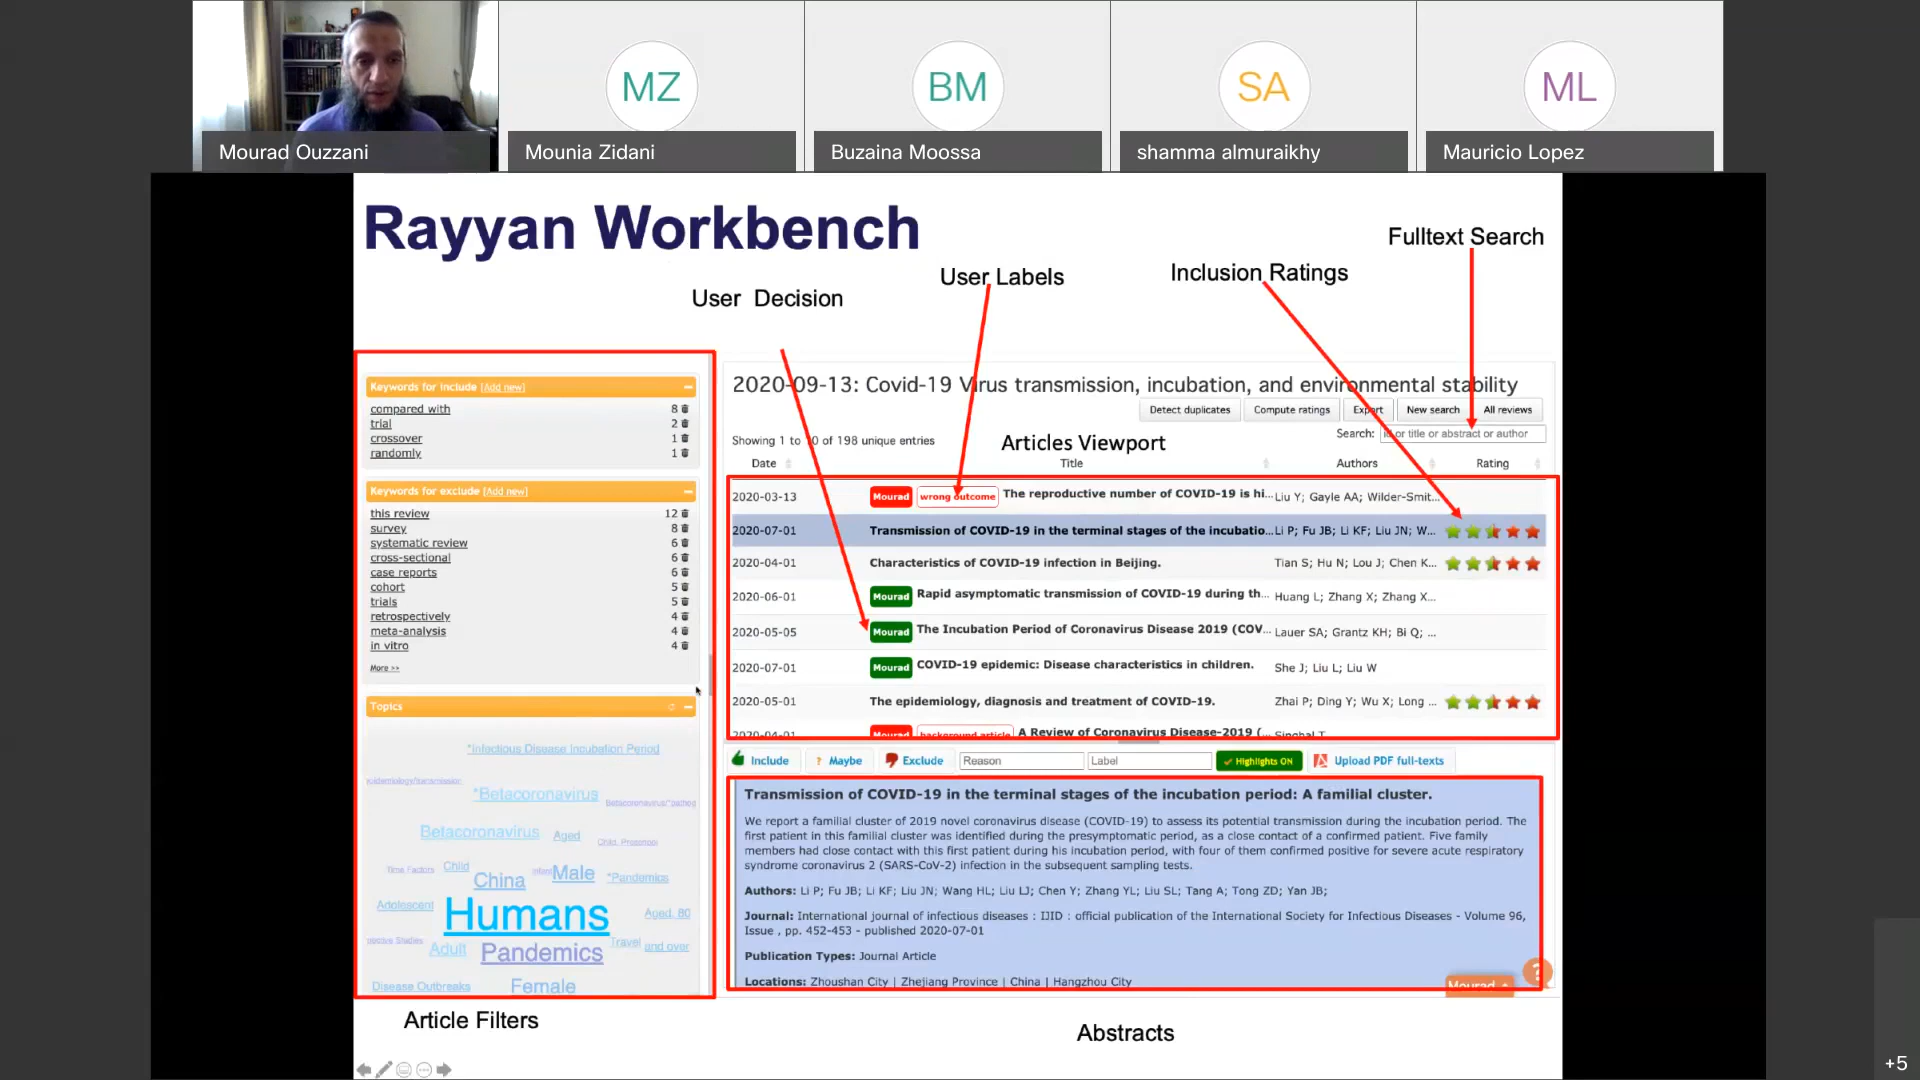 MZ
BM
SA
ML
Mourad Ouzzani
Mounia Zidani
Buzaina Moossa
shamma almuraikhy
Mauricio Lopez
Rayyan Workbench
Fulltext Search
Inclusion Ratings
User Labels
User Decision
Keywords for include [Add new]
compared with 8
trial 2
crossover 1
randomly 1
Keywords for exclude [Add new]
this review 12
survey 8
systematic review 6
cross-sectional 6
case reports 6
cohort 5
trials 5
retrospectively 4
meta-analysis 4
in vitro 4
More >>
Topics
*Infectious Disease Incubation Period
*Betacoronavirus
Betacoronavirus Aged Child, Preschool
Time Factors Child China Infant Male *Pandemics
Adolescent Humans Aged, 80
Adult Pandemics Travel and over
Disease Outbreaks Female
Article Filters
2020-09-13: Covid-19 Virus transmission, incubation, and environmental stability
Detect duplicates Compute ratings Export New search All reviews
Showing 1 to 10 of 198 unique entries
Articles Viewport
Search: id or title or abstract or author
Date Title Authors Rating
2020-03-13 Mourad wrong outcome The reproductive number of COVID-19 is hi... Liu Y; Gayle AA; Wilder-Smit...
2020-07-01 Transmission of COVID-19 in the terminal stages of the incubatio... Li P; Fu JB; Li KF; Liu JN; W...
2020-04-01 Characteristics of COVID-19 infection in Beijing. Tian S; Hu N; Lou J; Chen K...
2020-06-01 Mourad Rapid asymptomatic transmission of COVID-19 during th... Huang L; Zhang X; Zhang X...
2020-05-05 Mourad The Incubation Period of Coronavirus Disease 2019 (COV... Lauer SA; Grantz KH; Bi Q; ...
2020-07-01 Mourad COVID-19 epidemic: Disease characteristics in children. She J; Liu L; Liu W
2020-05-01 The epidemiology, diagnosis and treatment of COVID-19. Zhai P; Ding Y; Wu X; Long ...
2020-04-01 Mourad background article A Review of Coronavirus Disease-2019 (... Singhal T
Include ? Maybe Exclude Reason Label Highlights ON Upload PDF full-texts
Transmission of COVID-19 in the terminal stages of the incubation period: A familial cluster.
We report a familial cluster of 2019 novel coronavirus disease (COVID-19) to assess its potential transmission during the incubation period. The
first patient in this familial cluster was identified during the presymptomatic period, as a close contact of a confirmed patient. Five family
members had close contact with this first patient during his incubation period, with four of them confirmed positive for severe acute respiratory
syndrome coronavirus 2 (SARS-CoV-2) infection in the subsequent sampling tests.
Authors: Li P; Fu JB; Li KF; Liu JN; Wang HL; Liu LJ; Chen Y; Zhang YL; Liu SL; Tang A; Tong ZD; Yan JB;
Journal: International journal of infectious diseases : IJID : official publication of the International Society for Infectious Diseases - Volume 96,
Issue , pp. 452-453 - published 2020-07-01
Publication Types: Journal Article
Locations: Zhoushan City | Zhejiang Province | China | Hangzhou City
Mourad
?
Abstracts
+5